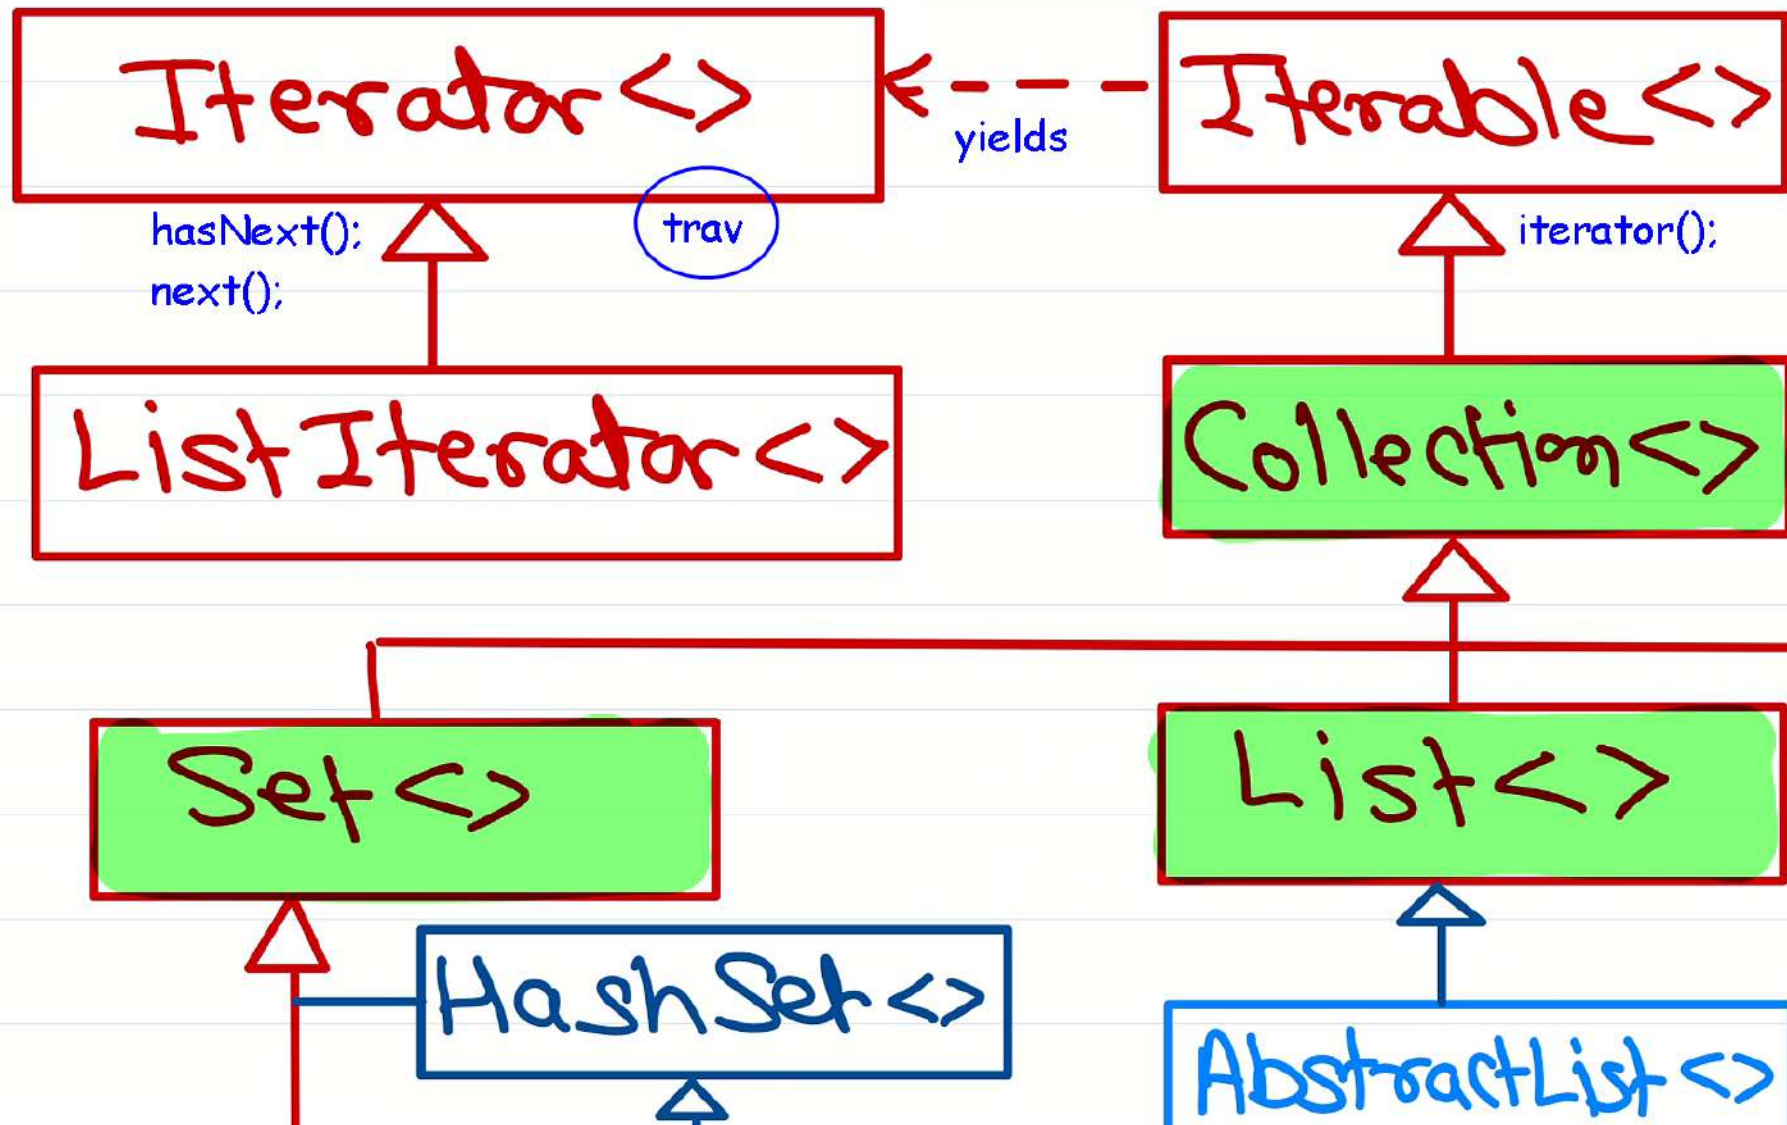 Iterator<>
yields
Iterable<>
hasNext();
next();
trav
iterator();
ListIterator<>
Collection<>
Set<>
List<>
HashSet<>
AbstractList<>